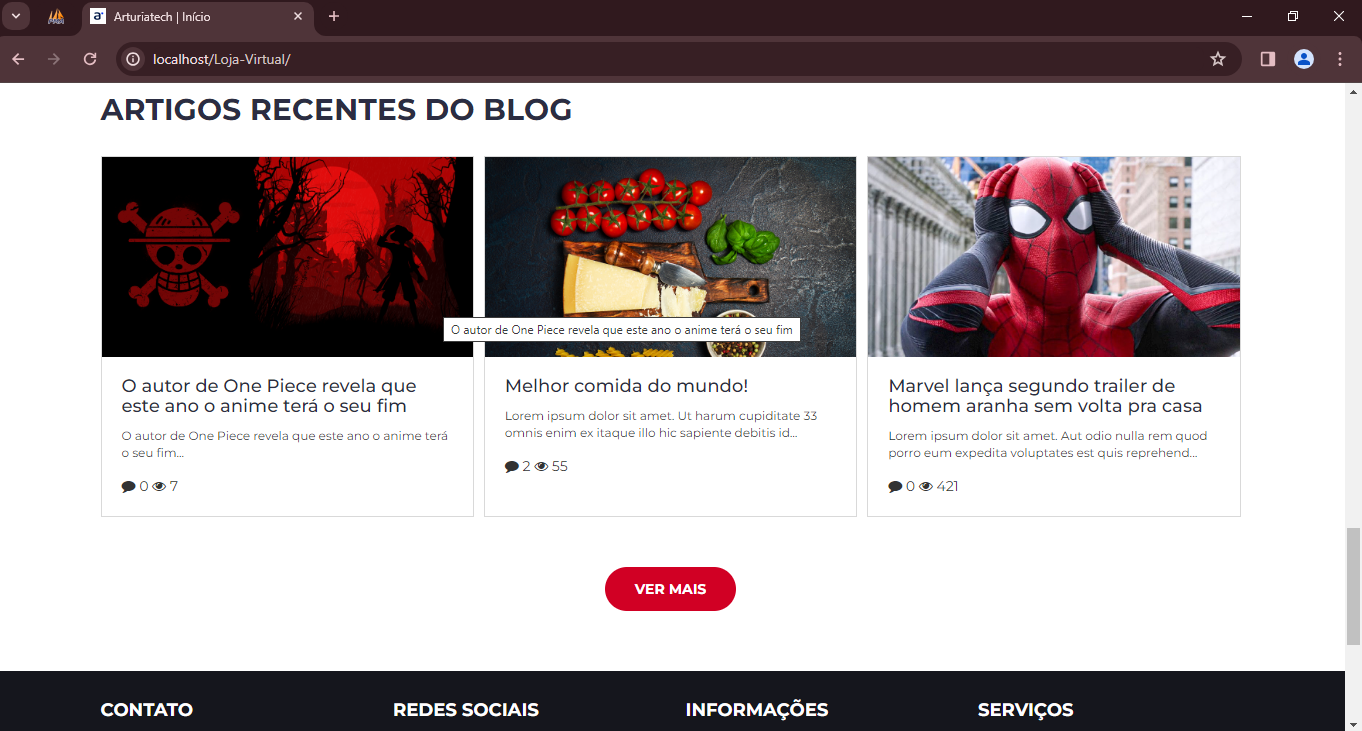 Arturiatech | Início
localhost/Loja-Virtual/
ARTIGOS RECENTES DO BLOG
O autor de One Piece revela que este ano o anime terá o seu fim
O autor de One Piece revela que
este ano o anime terá o seu fim
O autor de One Piece revela que este ano o anime terá
o seu fim...
0 7
Melhor comida do mundo!
Lorem ipsum dolor sit amet. Ut harum cupiditate 33
omnis enim ex itaque illo hic sapiente debitis id...
2 55
Marvel lança segundo trailer de
homem aranha sem volta pra casa
Lorem ipsum dolor sit amet. Aut odio nulla rem quod
porro eum expedita voluptates est quis reprehend...
0 421
VER MAIS
CONTATO
REDES SOCIAIS
INFORMAÇÕES
SERVIÇOS